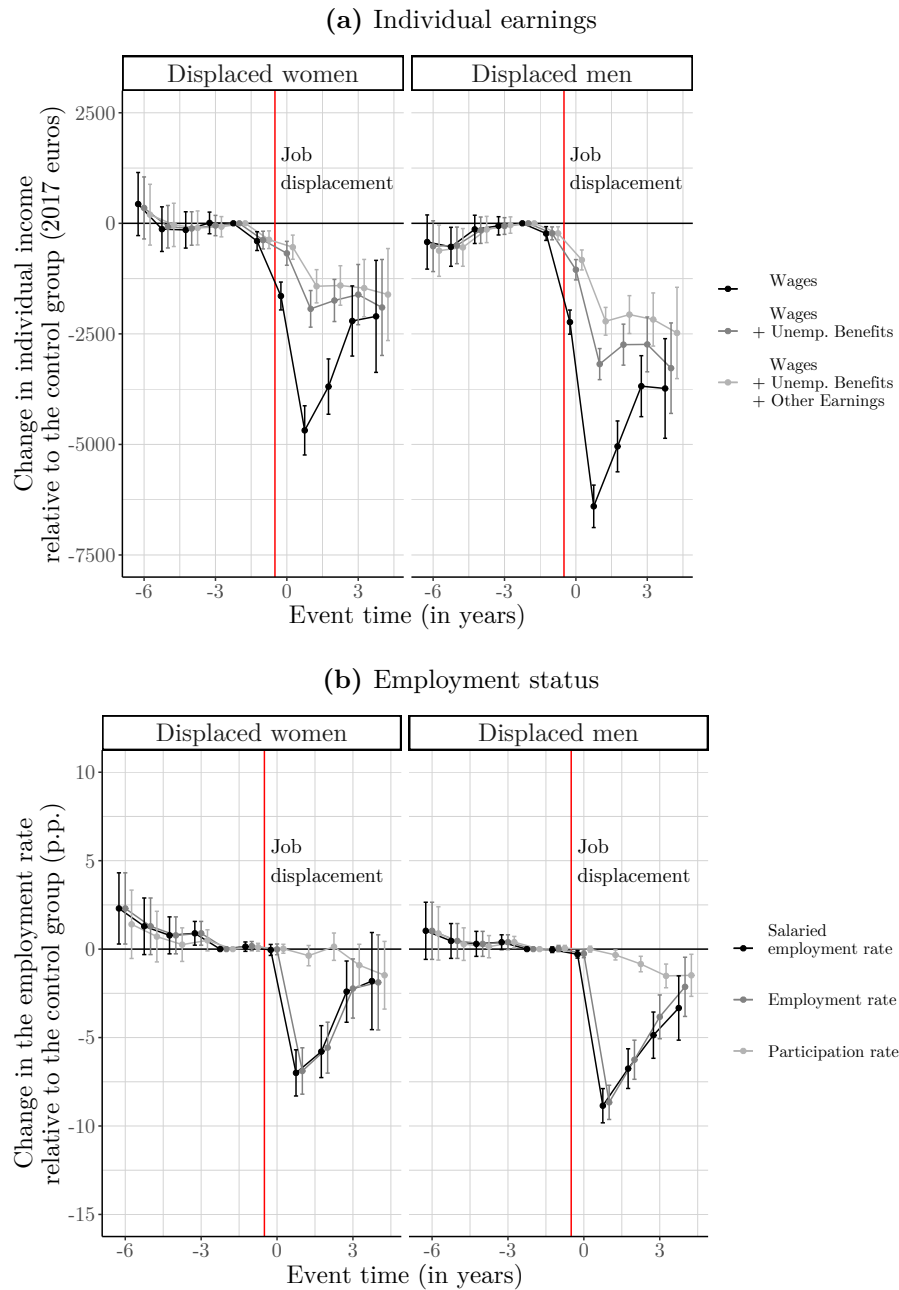 (a) Individual earnings
Displaced women
Displaced men
Change in individual income
relative to the control group (2017 euros)
2500
0
-2500
-5000
-7500
Job
displacement
Job
displacement
-6
-3
0
3
-6
-3
0
3
Event time (in years)
Wages
Wages
+ Unemp. Benefits
Wages
+ Unemp. Benefits
+ Other Earnings
(b) Employment status
Displaced women
Displaced men
Change in the employment rate
relative to the control group (p.p.)
10
5
0
-5
-10
-15
Job
displacement
Job
displacement
-6
-3
0
3
-6
-3
0
3
Event time (in years)
Salaried
employment rate
Employment rate
Participation rate